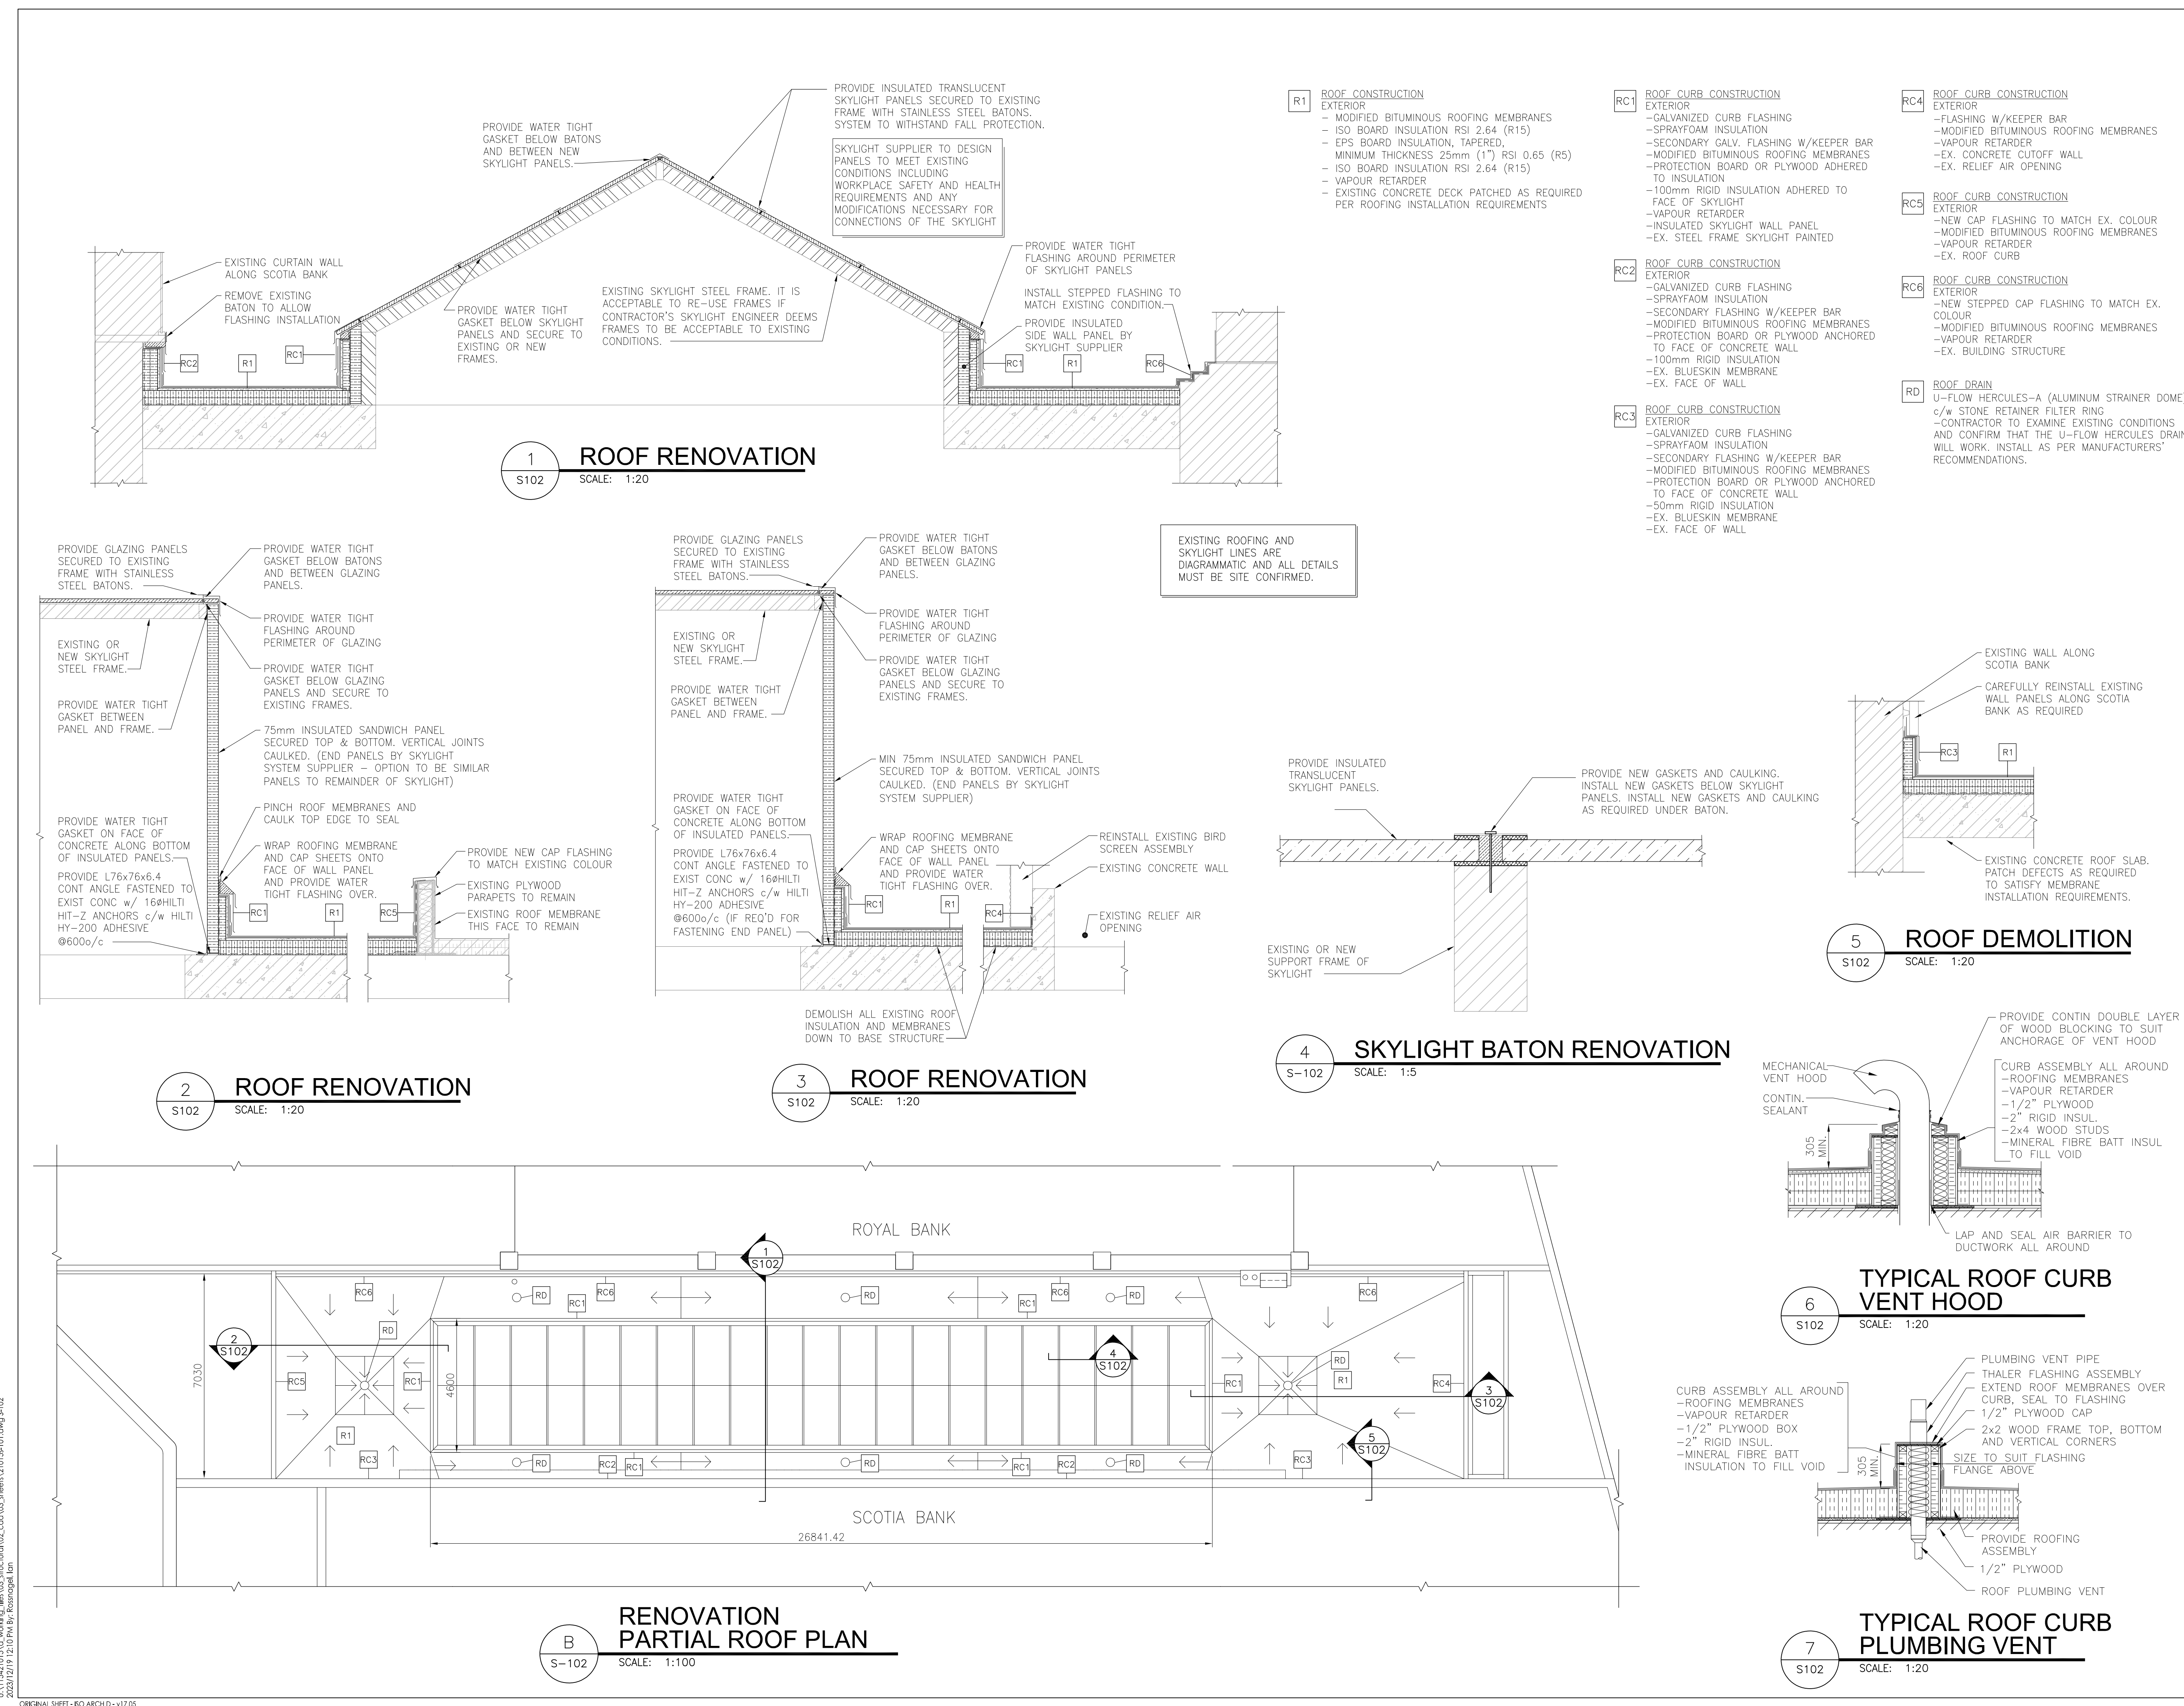 PROVIDE WATER TIGHT
GASKET BELOW BATONS
AND BETWEEN NEW
SKYLIGHT PANELS.
PROVIDE INSULATED TRANSLUCENT
SKYLIGHT PANELS SECURED TO EXISTING
FRAME WITH STAINLESS STEEL BATONS.
SYSTEM TO WITHSTAND FALL PROTECTION.
SKYLIGHT SUPPLIER TO DESIGN
PANELS TO MEET EXISTING
CONDITIONS INCLUDING
WORKPLACE SAFETY AND HEALTH
REQUIREMENTS AND ANY
MODIFICATIONS NECESSARY FOR
CONNECTIONS OF THE SKYLIGHT
EXISTING CURTAIN WALL
ALONG SCOTIA BANK
REMOVE EXISTING
BATON TO ALLOW
FLASHING INSTALLATION
PROVIDE WATER TIGHT
GASKET BELOW SKYLIGHT
PANELS AND SECURE TO
EXISTING OR NEW
FRAMES.
EXISTING SKYLIGHT STEEL FRAME. IT IS
ACCEPTABLE TO RE-USE FRAMES IF
CONTRACTOR'S SKYLIGHT ENGINEER DEEMS
FRAMES TO BE ACCEPTABLE TO EXISTING
CONDITIONS.
PROVIDE WATER TIGHT
FLASHING AROUND PERIMETER
OF SKYLIGHT PANELS
INSTALL STEPPED FLASHING TO
MATCH EXISTING CONDITION.
PROVIDE INSULATED
SIDE WALL PANEL BY
SKYLIGHT SUPPLIER
RC2
R1
RC1
RC1
R1
RC6
1
S102
ROOF RENOVATION
SCALE: 1:20
R1
ROOF CONSTRUCTION
EXTERIOR
- MODIFIED BITUMINOUS ROOFING MEMBRANES
- ISO BOARD INSULATION RSI 2.64 (R15)
- EPS BOARD INSULATION, TAPERED,
MINIMUM THICKNESS 25mm (1") RSI 0.65 (R5)
- ISO BOARD INSULATION RSI 2.64 (R15)
- VAPOUR RETARDER
- EXISTING CONCRETE DECK PATCHED AS REQUIRED
PER ROOFING INSTALLATION REQUIREMENTS
RC1
ROOF CURB CONSTRUCTION
EXTERIOR
-GALVANIZED CURB FLASHING
-SPRAYFOAM INSULATION
-SECONDARY GALV. FLASHING W/KEEPER BAR
-MODIFIED BITUMINOUS ROOFING MEMBRANES
-PROTECTION BOARD OR PLYWOOD ADHERED
TO INSULATION
-100mm RIGID INSULATION ADHERED TO
FACE OF SKYLIGHT
-VAPOUR RETARDER
-INSULATED SKYLIGHT WALL PANEL
-EX. STEEL FRAME SKYLIGHT PAINTED
RC2
ROOF CURB CONSTRUCTION
EXTERIOR
-GALVANIZED CURB FLASHING
-SPRAYFAOM INSULATION
-SECONDARY FLASHING W/KEEPER BAR
-MODIFIED BITUMINOUS ROOFING MEMBRANES
-PROTECTION BOARD OR PLYWOOD ANCHORED
TO FACE OF CONCRETE WALL
-100mm RIGID INSULATION
-EX. BLUESKIN MEMBRANE
-EX. FACE OF WALL
RC3
ROOF CURB CONSTRUCTION
EXTERIOR
-GALVANIZED CURB FLASHING
-SPRAYFAOM INSULATION
-SECONDARY FLASHING W/KEEPER BAR
-MODIFIED BITUMINOUS ROOFING MEMBRANES
-PROTECTION BOARD OR PLYWOOD ANCHORED
TO FACE OF CONCRETE WALL
-50mm RIGID INSULATION
-EX. BLUESKIN MEMBRANE
-EX. FACE OF WALL
RC4
ROOF CURB CONSTRUCTION
EXTERIOR
-FLASHING W/KEEPER BAR
-MODIFIED BITUMINOUS ROOFING MEMBRANES
-VAPOUR RETARDER
-EX. CONCRETE CUTOFF WALL
-EX. RELIEF AIR OPENING
RC5
ROOF CURB CONSTRUCTION
EXTERIOR
-NEW CAP FLASHING TO MATCH EX. COLOUR
-MODIFIED BITUMINOUS ROOFING MEMBRANES
-VAPOUR RETARDER
-EX. ROOF CURB
RC6
ROOF CURB CONSTRUCTION
EXTERIOR
-NEW STEPPED CAP FLASHING TO MATCH EX.
COLOUR
-MODIFIED BITUMINOUS ROOFING MEMBRANES
-VAPOUR RETARDER
-EX. BUILDING STRUCTURE
RD
ROOF DRAIN
U-FLOW HERCULES-A (ALUMINUM STRAINER DOME)
c/w STONE RETAINER FILTER RING
-CONTRACTOR TO EXAMINE EXISTING CONDITIONS
AND CONFIRM THAT THE U-FLOW HERCULES DRAIN
WILL WORK. INSTALL AS PER MANUFACTURERS'
RECOMMENDATIONS.
PROVIDE GLAZING PANELS
SECURED TO EXISTING
FRAME WITH STAINLESS
STEEL BATONS.
PROVIDE WATER TIGHT
GASKET BELOW BATONS
AND BETWEEN GLAZING
PANELS.
PROVIDE WATER TIGHT
FLASHING AROUND
PERIMETER OF GLAZING
EXISTING OR
NEW SKYLIGHT
STEEL FRAME.
PROVIDE WATER TIGHT
GASKET BELOW GLAZING
PANELS AND SECURE TO
EXISTING FRAMES.
PROVIDE WATER TIGHT
GASKET BETWEEN
PANEL AND FRAME.
75mm INSULATED SANDWICH PANEL
SECURED TOP & BOTTOM. VERTICAL JOINTS
CAULKED. (END PANELS BY SKYLIGHT
SYSTEM SUPPLIER - OPTION TO BE SIMILAR
PANELS TO REMAINDER OF SKYLIGHT)
PINCH ROOF MEMBRANES AND
CAULK TOP EDGE TO SEAL
PROVIDE WATER TIGHT
GASKET ON FACE OF
CONCRETE ALONG BOTTOM
OF INSULATED PANELS.
WRAP ROOFING MEMBRANE
AND CAP SHEETS ONTO
FACE OF WALL PANEL
AND PROVIDE WATER
TIGHT FLASHING OVER.
PROVIDE L76x76x6.4
CONT ANGLE FASTENED TO
EXIST CONC w/ 16øHILTI
HIT-Z ANCHORS c/w HILTI
HY-200 ADHESIVE
@600o/c
PROVIDE NEW CAP FLASHING
TO MATCH EXISTING COLOUR
EXISTING PLYWOOD
PARAPETS TO REMAIN
EXISTING ROOF MEMBRANE
THIS FACE TO REMAIN
RC1
R1
RC5
2
S102
ROOF RENOVATION
SCALE: 1:20
PROVIDE GLAZING PANELS
SECURED TO EXISTING
FRAME WITH STAINLESS
STEEL BATONS.
PROVIDE WATER TIGHT
GASKET BELOW BATONS
AND BETWEEN GLAZING
PANELS.
PROVIDE WATER TIGHT
FLASHING AROUND
PERIMETER OF GLAZING
EXISTING OR
NEW SKYLIGHT
STEEL FRAME.
PROVIDE WATER TIGHT
GASKET BELOW GLAZING
PANELS AND SECURE TO
EXISTING FRAMES.
PROVIDE WATER TIGHT
GASKET BETWEEN
PANEL AND FRAME.
MIN 75mm INSULATED SANDWICH PANEL
SECURED TOP & BOTTOM. VERTICAL JOINTS
CAULKED. (END PANELS BY SKYLIGHT
SYSTEM SUPPLIER)
PROVIDE WATER TIGHT
GASKET ON FACE OF
CONCRETE ALONG BOTTOM
OF INSULATED PANELS.
WRAP ROOFING MEMBRANE
AND CAP SHEETS ONTO
FACE OF WALL PANEL
AND PROVIDE WATER
TIGHT FLASHING OVER.
PROVIDE L76x76x6.4
CONT ANGLE FASTENED TO
EXIST CONC w/ 16øHILTI
HIT-Z ANCHORS c/w HILTI
HY-200 ADHESIVE
@600o/c (IF REQ'D FOR
FASTENING END PANEL)
REINSTALL EXISTING BIRD
SCREEN ASSEMBLY
EXISTING CONCRETE WALL
EXISTING RELIEF AIR
OPENING
RC1
R1
RC4
DEMOLISH ALL EXISTING ROOF
INSULATION AND MEMBRANES
DOWN TO BASE STRUCTURE
3
S102
ROOF RENOVATION
SCALE: 1:20
EXISTING ROOFING AND
SKYLIGHT LINES ARE
DIAGRAMMATIC AND ALL DETAILS
MUST BE SITE CONFIRMED.
PROVIDE INSULATED
TRANSLUCENT
SKYLIGHT PANELS.
PROVIDE NEW GASKETS AND CAULKING.
INSTALL NEW GASKETS BELOW SKYLIGHT
PANELS. INSTALL NEW GASKETS AND CAULKING
AS REQUIRED UNDER BATON.
EXISTING OR NEW
SUPPORT FRAME OF
SKYLIGHT
4
S-102
SKYLIGHT BATON RENOVATION
SCALE: 1:5
EXISTING WALL ALONG
SCOTIA BANK
CAREFULLY REINSTALL EXISTING
WALL PANELS ALONG SCOTIA
BANK AS REQUIRED
RC3
R1
EXISTING CONCRETE ROOF SLAB.
PATCH DEFECTS AS REQUIRED
TO SATISFY MEMBRANE
INSTALLATION REQUIREMENTS.
5
S102
ROOF DEMOLITION
SCALE: 1:20
PROVIDE CONTIN DOUBLE LAYER
OF WOOD BLOCKING TO SUIT
ANCHORAGE OF VENT HOOD
MECHANICAL
VENT HOOD
CONTIN.
SEALANT
305
MIN.
CURB ASSEMBLY ALL AROUND
-ROOFING MEMBRANES
-VAPOUR RETARDER
-1/2" PLYWOOD
-2" RIGID INSUL.
-2x4 WOOD STUDS
-MINERAL FIBRE BATT INSUL
TO FILL VOID
LAP AND SEAL AIR BARRIER TO
DUCTWORK ALL AROUND
6
S102
TYPICAL ROOF CURB
VENT HOOD
SCALE: 1:20
PLUMBING VENT PIPE
THALER FLASHING ASSEMBLY
EXTEND ROOF MEMBRANES OVER
CURB, SEAL TO FLASHING
1/2" PLYWOOD CAP
2x2 WOOD FRAME TOP, BOTTOM
AND VERTICAL CORNERS
SIZE TO SUIT FLASHING
FLANGE ABOVE
CURB ASSEMBLY ALL AROUND
-ROOFING MEMBRANES
-VAPOUR RETARDER
-1/2" PLYWOOD BOX
-2" RIGID INSUL.
-MINERAL FIBRE BATT
INSULATION TO FILL VOID
305
MIN.
PROVIDE ROOFING
ASSEMBLY
1/2" PLYWOOD
ROOF PLUMBING VENT
7
S102
TYPICAL ROOF CURB
PLUMBING VENT
SCALE: 1:20
ROYAL BANK
1
S102
RC6
RD
RC1
RC6
RD
RC1
RC6
RD
RC6
2
S102
RD
4
S102
7030
4600
RC5
RC1
RC1
RD
R1
RC4
3
S102
R1
RC3
RD
RC2
RC1
RD
RC1
RC2
RD
RC3
5
S102
SCOTIA BANK
26841.42
B
S-102
RENOVATION
PARTIAL ROOF PLAN
SCALE: 1:100
2023/12/19 12:10 PM By: Rossnagel, Ian
ORIGINAL SHEET - ISO ARCH D - v17.05